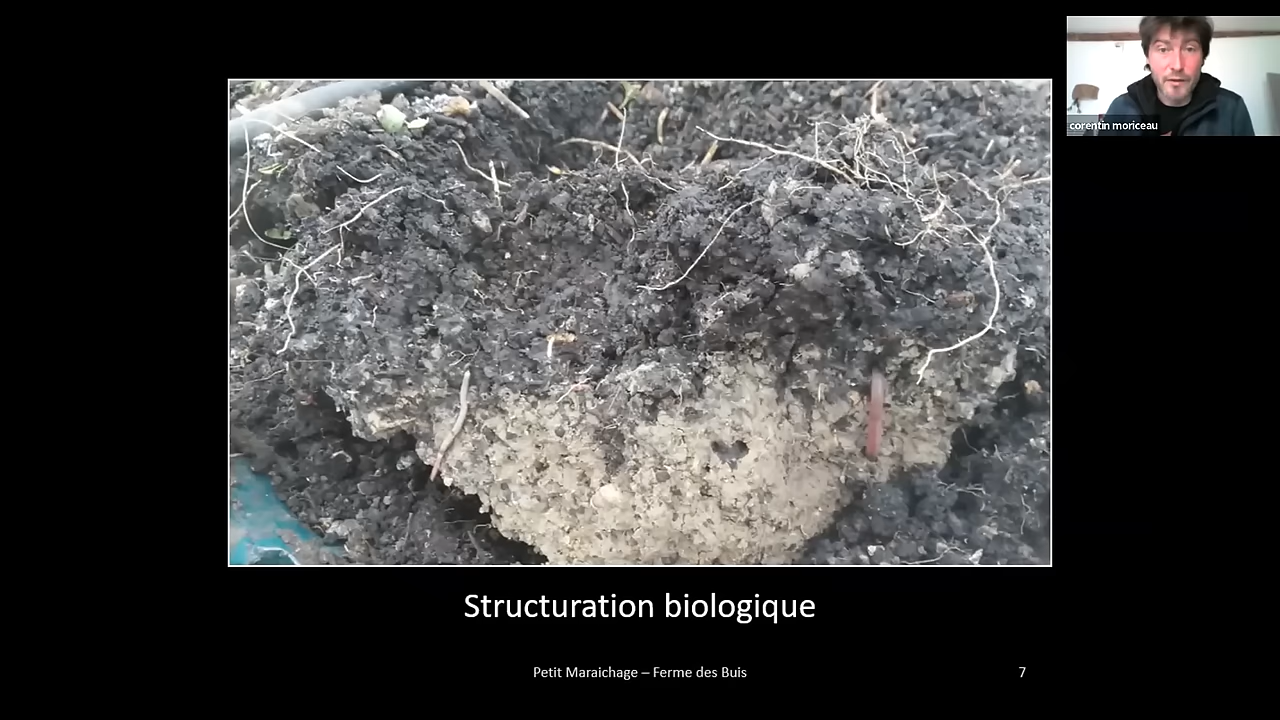 corentin moriceau
Structuration biologique
Petit Maraichage – Ferme des Buis
7